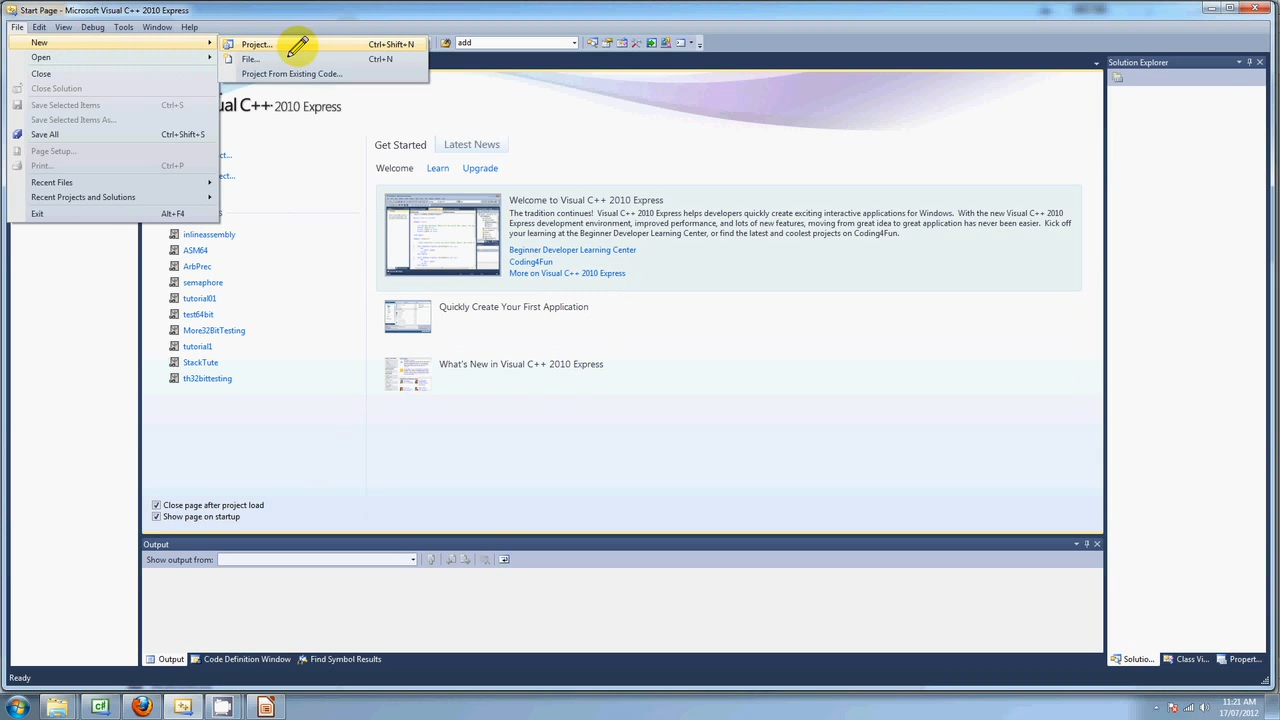 Start Page - Microsoft Visual C++ 2010 Express
File Edit View Debug Tools Window Help
New
Project... Ctrl+Shift+N
add
Open
File... Ctrl+N
Close
Project From Existing Code...
Close Solution
Save Selected Items Ctrl+S
Save Selected Items As...
Save All Ctrl+Shift+S
Page Setup...
Print... Ctrl+P
Recent Files
Recent Projects and Solutions
Exit Alt+F4
Solution Explorer
C++ 2010 Express
Get Started Latest News
Welcome Learn Upgrade
Welcome to Visual C++ 2010 Express
The tradition continues! Visual C++ 2010 Express helps developers quickly create exciting interactive applications for Windows. With the new Visual C++ 2010
Express development environment, improved performance, and lots of new features, moving from great idea to great application has never been easier. Kick off
your learning at the Beginner Developer Learning Center, or find the latest and coolest projects on Coding4Fun.
Beginner Developer Learning Center
Coding4Fun
More on Visual C++ 2010 Express
Quickly Create Your First Application
What's New in Visual C++ 2010 Express
inlineassembly
ASM64
ArbPrec
semaphore
tutorial01
test64bit
More32BitTesting
tutorial1
StackTute
th32bittesting
Close page after project load
Show page on startup
Output
Show output from:
Output Code Definition Window Find Symbol Results
Solutio... Class Vi... Propert...
Ready
11:21 AM
17/07/2012